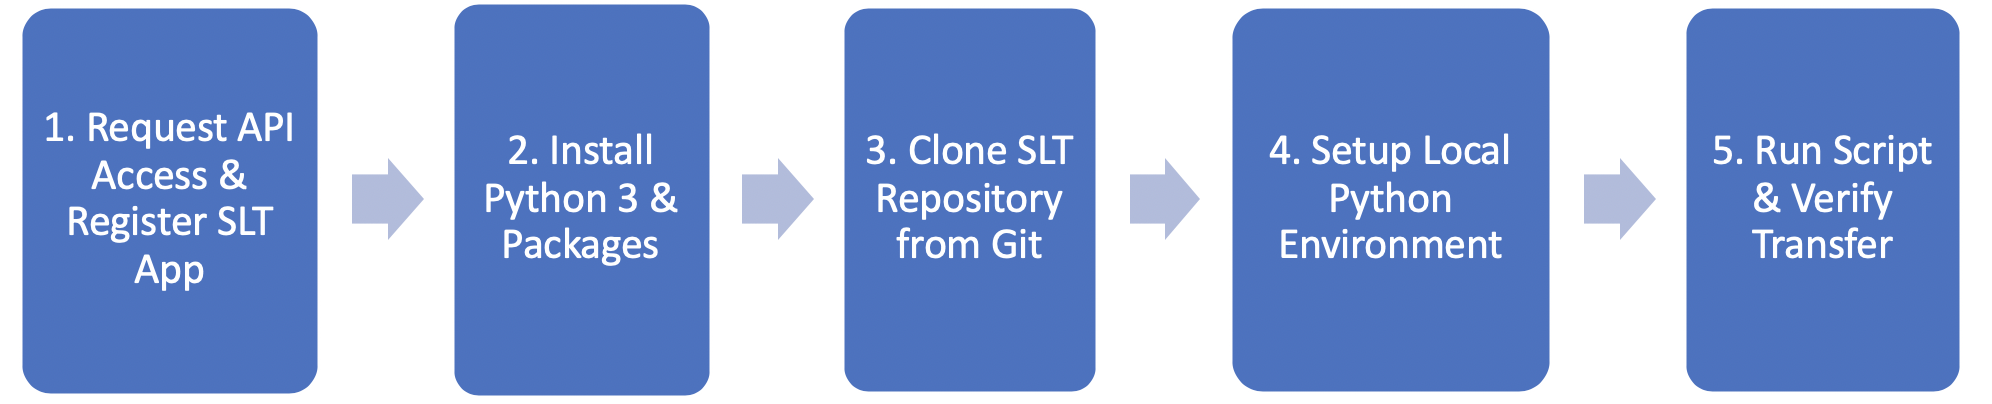 1. Request API
Access &
Register SLT
App
2. Install
Python 3 &
Packages
3. Clone SLT
Repository
from Git
4. Setup Local
Python
Environment
5. Run Script
& Verify
Transfer